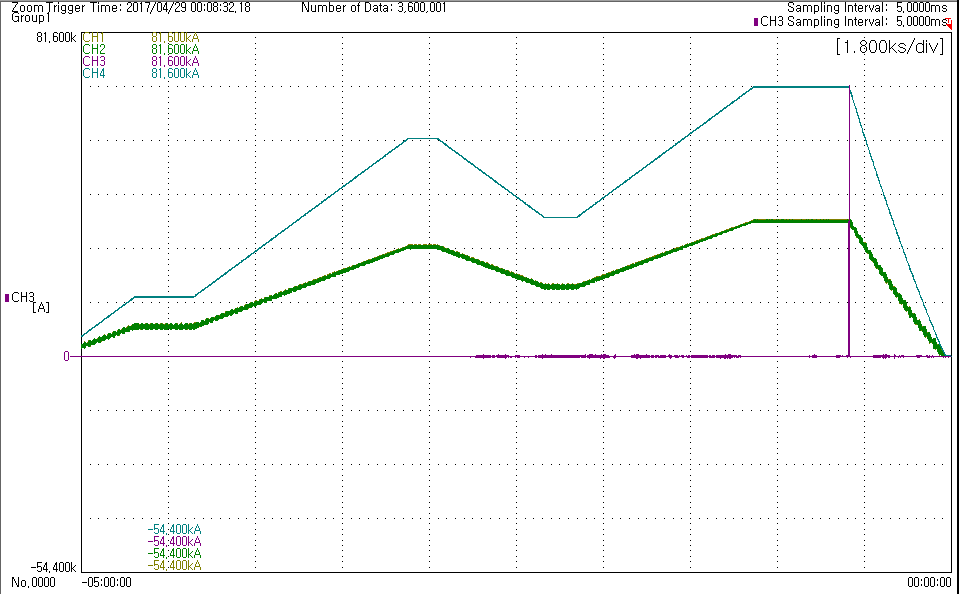 Zoom Trigger Time: 2017/04/29 00:08:32.18 Number of Data: 3,600,001 Sampling Interval: 5.0000ms
Group1 CH3 Sampling Interval: 5.0000ms
81.600k
CH1 81.600kA
CH2 81.600kA
CH3 81.600kA
CH4 81.600kA
[1.800ks/div]
CH3
[A]
0
-54.400kA
-54.400kA
-54.400kA
-54.400kA
-54.400k
No.0000 -05:00:00 00:00:00